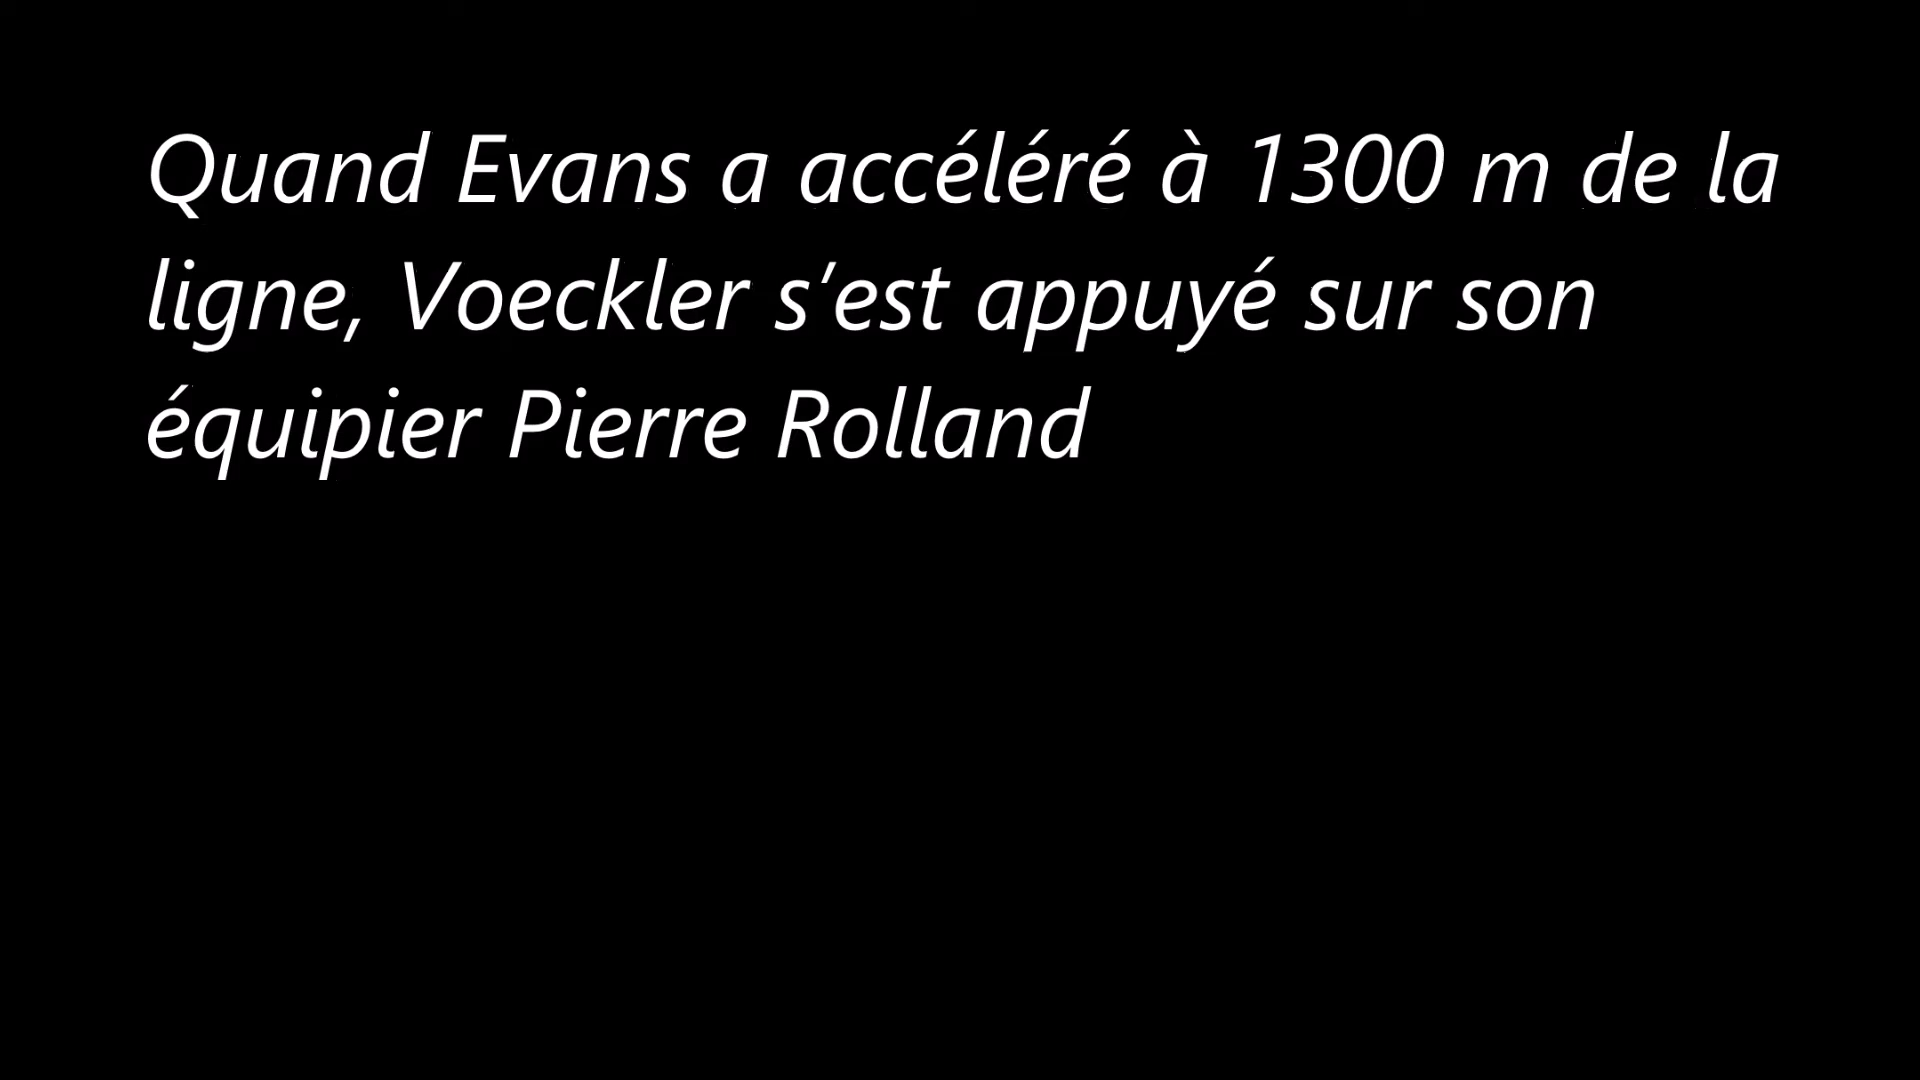 Quand Evans a accéléré à 1300 m de la
ligne, Voeckler s’est appuyé sur son
équipier Pierre Rolland